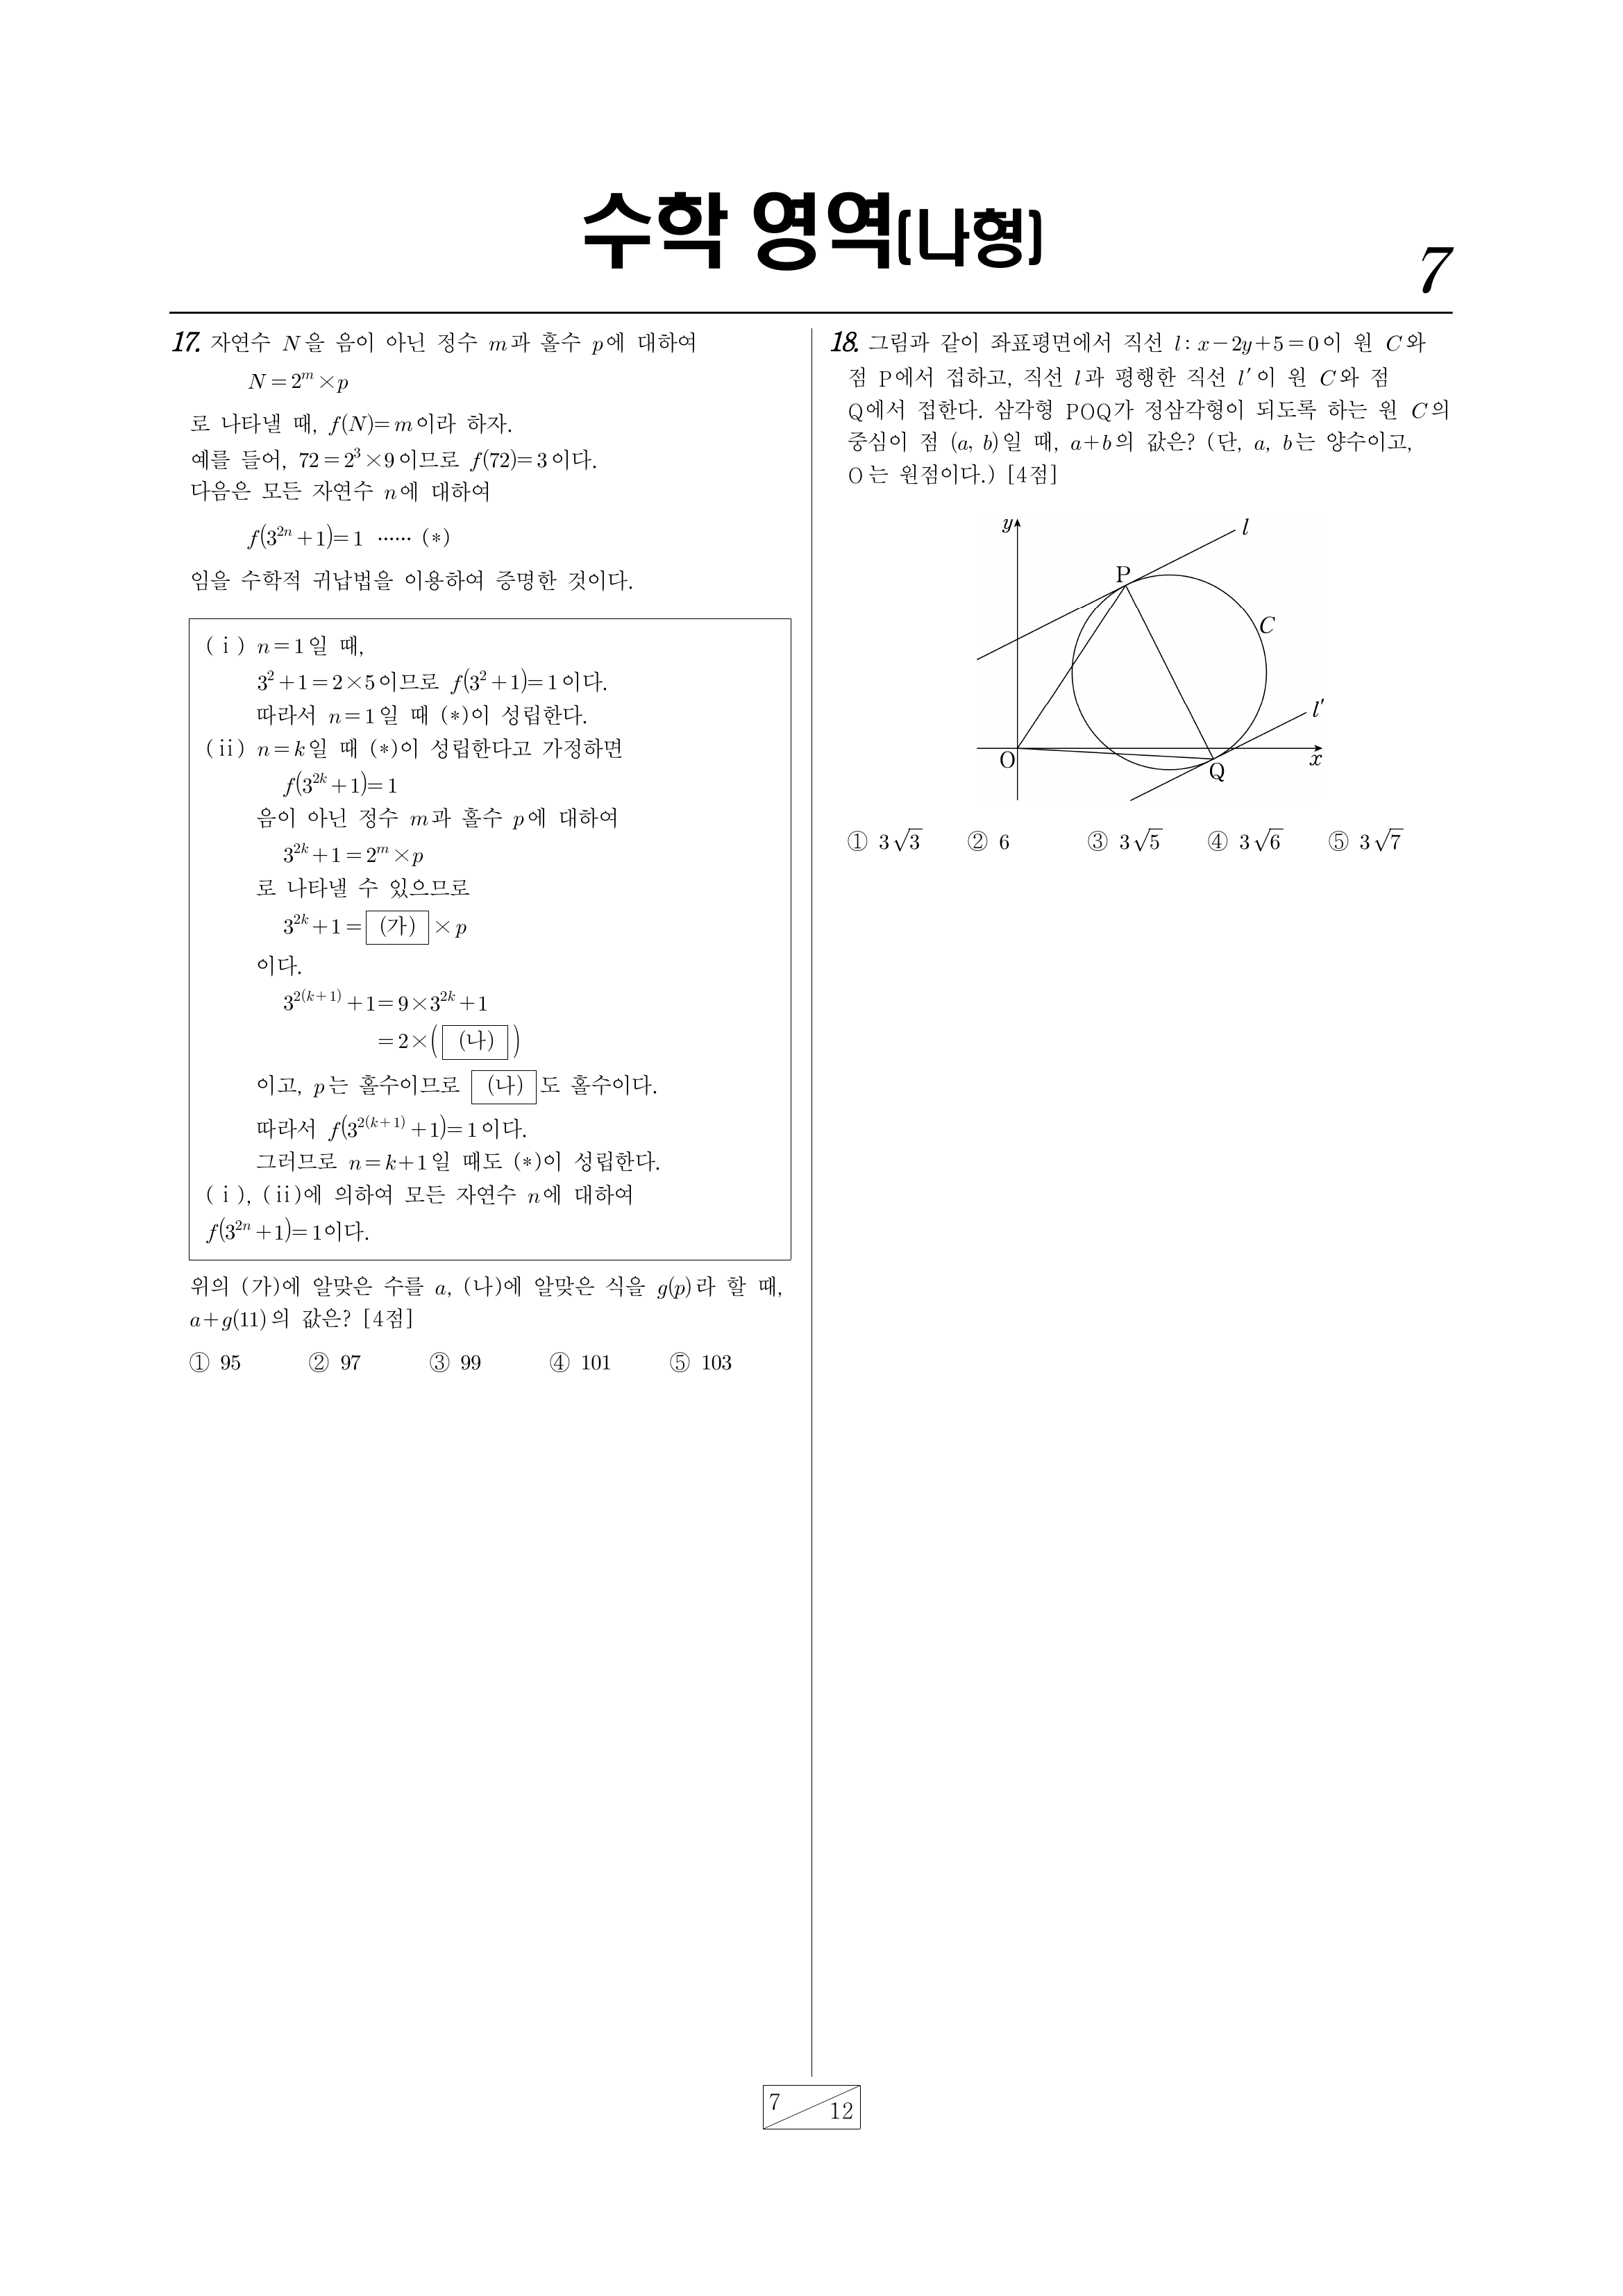 수학 영역(나형)
7
17. 자연수 N을 음이 아닌 정수 m과 홀수 p에 대하여
N = 2^m × p
로 나타낼 때, f(N) = m이라 하자.
예를 들어, 72 = 2^3 × 9이므로 f(72) = 3이다.
다음은 모든 자연수 n에 대하여
f(3^{2n} + 1) = 1 ⋯⋯ (*)
임을 수학적 귀납법을 이용하여 증명한 것이다.
(ⅰ) n = 1일 때,
3^2 + 1 = 2 × 5이므로 f(3^2 + 1) = 1이다.
따라서 n = 1일 때 (*)이 성립한다.
(ⅱ) n = k일 때 (*)이 성립한다고 가정하면
f(3^{2k} + 1) = 1
음이 아닌 정수 m과 홀수 p에 대하여
3^{2k} + 1 = 2^m × p
로 나타낼 수 있으므로
3^{2k} + 1 = (가) × p
이다.
3^{2(k+1)} + 1 = 9 × 3^{2k} + 1
= 2 × ( (나) )
이고, p는 홀수이므로 (나) 도 홀수이다.
따라서 f(3^{2(k+1)} + 1) = 1이다.
그러므로 n = k + 1일 때도 (*)이 성립한다.
(ⅰ), (ⅱ)에 의하여 모든 자연수 n에 대하여
f(3^{2n} + 1) = 1이다.
위의 (가)에 알맞은 수를 a, (나)에 알맞은 식을 g(p)라 할 때,
a + g(11)의 값은? [4점]
① 95 ② 97 ③ 99 ④ 101 ⑤ 103
18. 그림과 같이 좌표평면에서 직선 l : x − 2y + 5 = 0이 원 C와
점 P에서 접하고, 직선 l과 평행한 직선 l′이 원 C와 점
Q에서 접한다. 삼각형 POQ가 정삼각형이 되도록 하는 원 C의
중심이 점 (a, b)일 때, a + b의 값은? (단, a, b는 양수이고,
O는 원점이다.) [4점]
y
l
P
C
l′
O
Q
x
① 3√3 ② 6 ③ 3√5 ④ 3√6 ⑤ 3√7
7
12